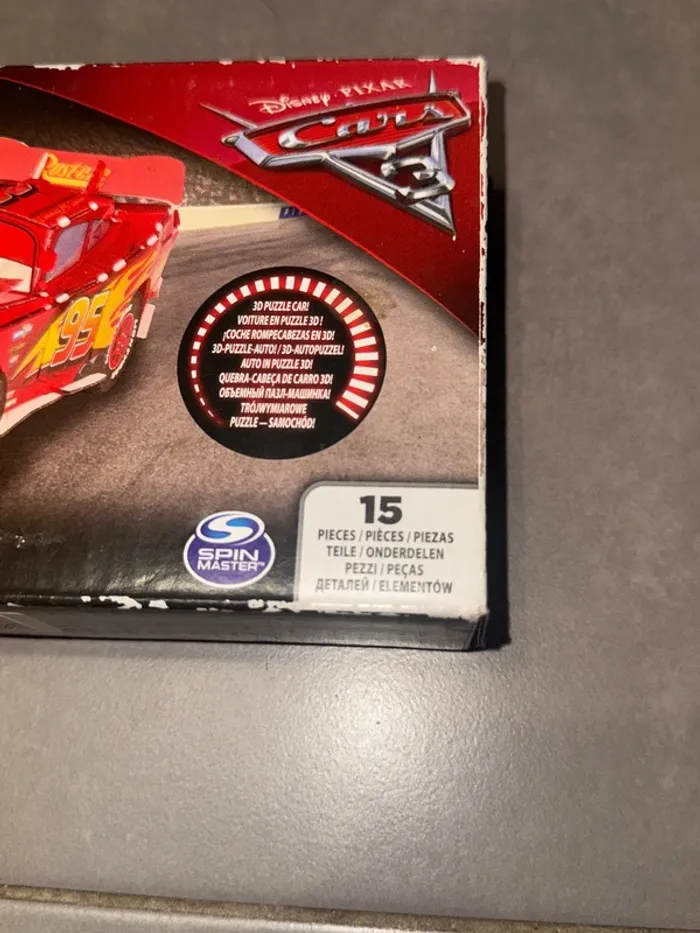 Disney · PIXAR
Cars
3
RUST-EZE
95
3D PUZZLE CAR!
VOITURE EN PUZZLE 3D !
¡COCHE ROMPECABEZAS EN 3D!
3D-PUZZLE-AUTO! / 3D-AUTOPUZZEL!
AUTO IN PUZZLE 3D!
QUEBRA-CABEÇA DE CARRO 3D!
ОБЪЕМНЫЙ ПАЗЛ-МАШИНКА!
TRÓJWYMIAROWE
PUZZLE — SAMOCHÓD!
SPIN
MASTER™
15
PIECES / PIÈCES / PIEZAS
TEILE / ONDERDELEN
PEZZI / PEÇAS
ДЕТАЛЕЙ / ELEMENTÓW